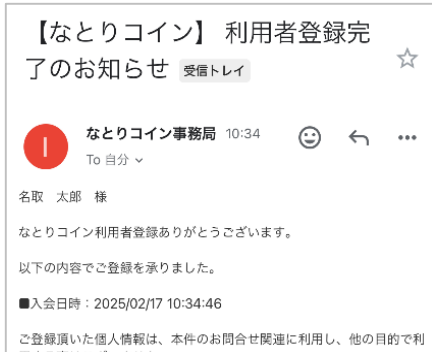 【なとりコイン】 利用者登録完
了のお知らせ 受信トレイ
I
なとりコイン事務局 10:34
To 自分
名取 太郎 様
なとりコイン利用者登録ありがとうございます。
以下の内容でご登録を承りました。
■入会日時：2025/02/17 10:34:46
ご登録頂いた個人情報は、本件のお問合せ関連に利用し、他の目的で利